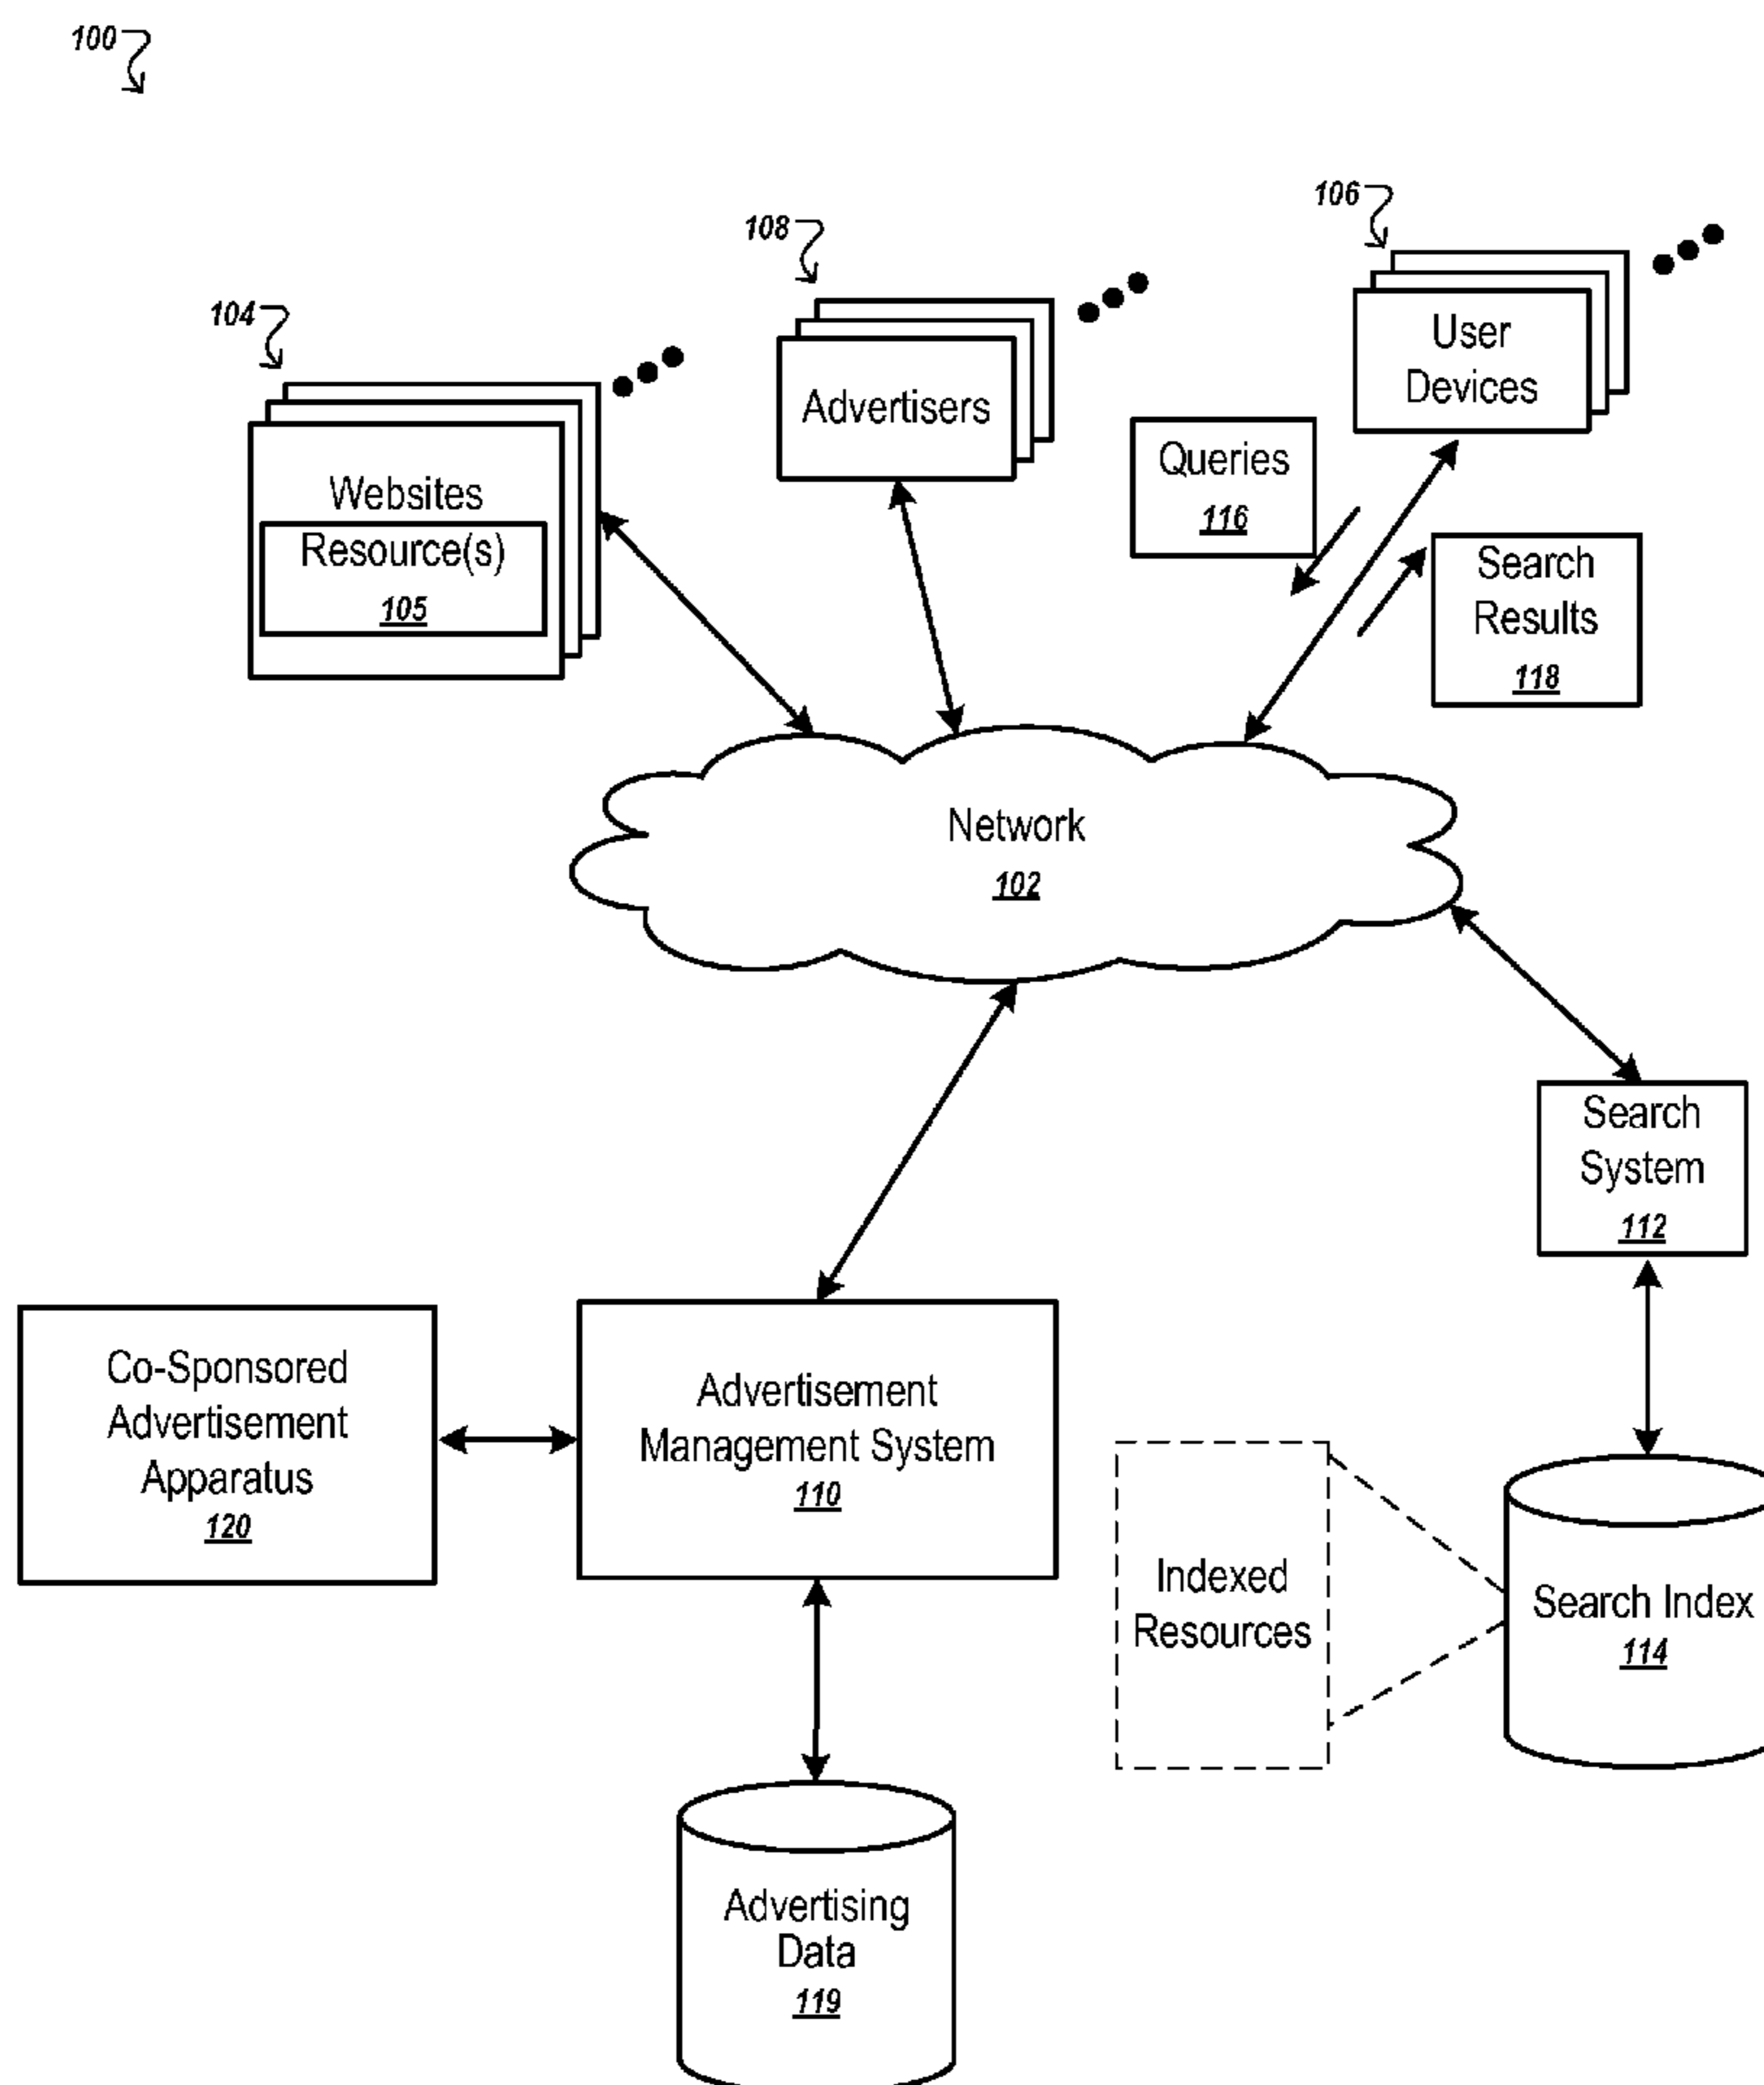 100
106
108
104
User
Devices
Advertisers
Queries
116
Websites
Resource(s)
105
Search
Results
118
Network
102
Search
System
112
Co-Sponsored
Advertisement
Apparatus
120
Advertisement
Management System
110
Indexed
Resources
Search Index
114
Advertising
Data
119